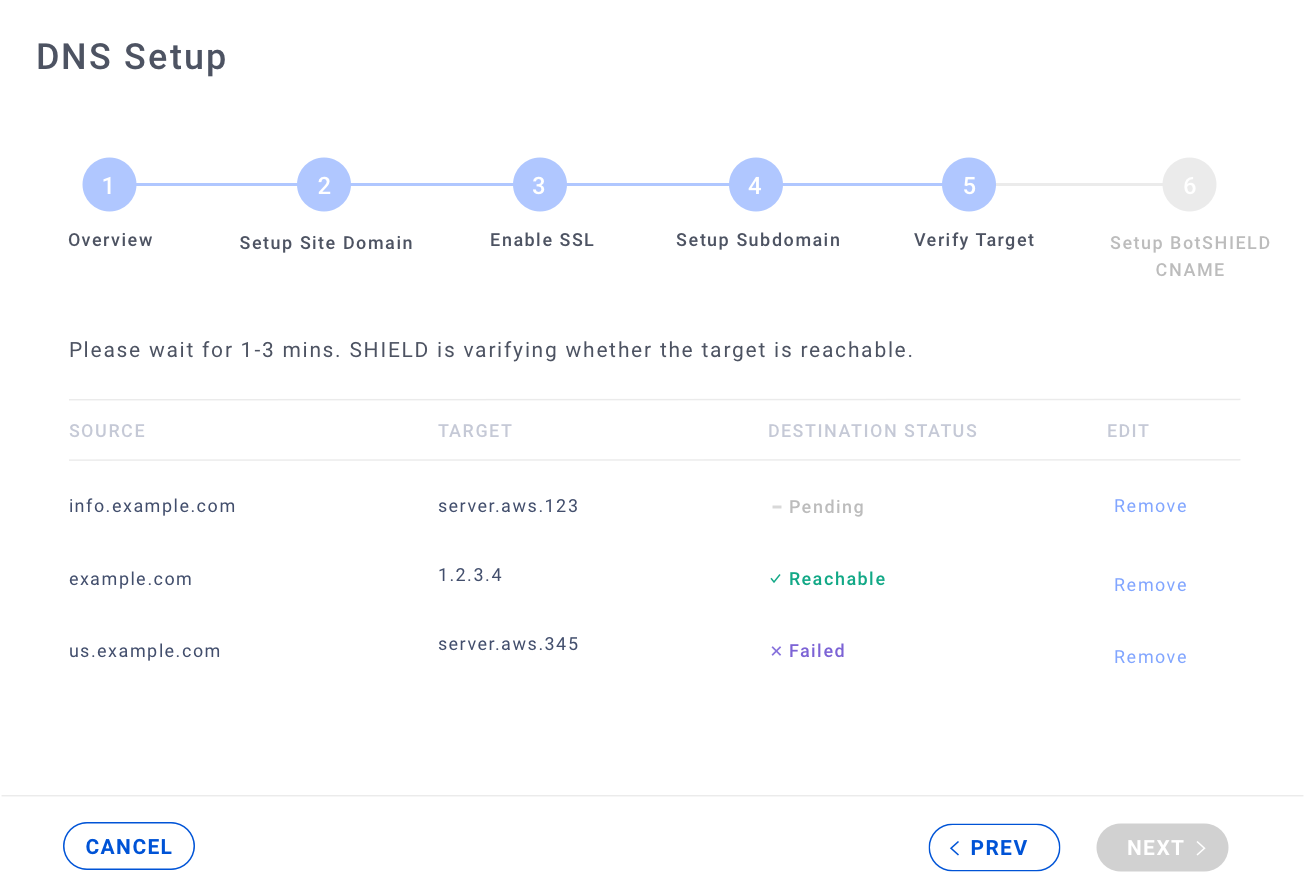 DNS Setup
1 2 3 4 5 6
Overview Setup Site Domain Enable SSL Setup Subdomain Verify Target Setup BotSHIELD
CNAME
Please wait for 1-3 mins. SHIELD is varifying whether the target is reachable.
SOURCE TARGET DESTINATION STATUS EDIT
info.example.com server.aws.123 – Pending Remove
example.com 1.2.3.4 ✓ Reachable Remove
us.example.com server.aws.345 × Failed Remove
CANCEL < PREV NEXT >